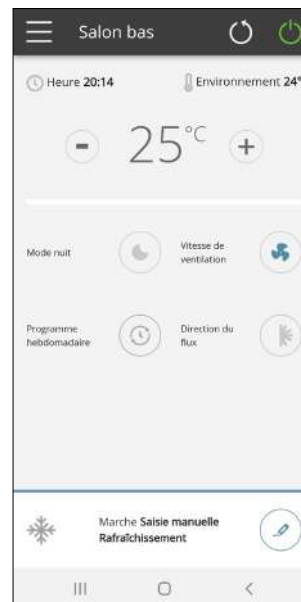 Salon bas
Heure 20:14
Environnement 24°
- 25°C +
Mode nuit
Vitesse de
ventilation
Programme
hebdomadaire
Direction du
flux
Marche Saisie manuelle
Rafraîchissement